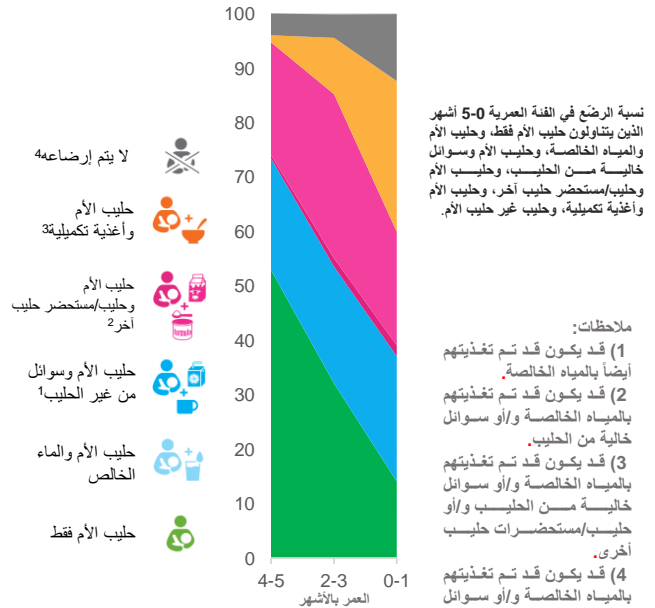 نسبة الرضّع في الفئة العمرية 0-5 أشهر
الذين يتناولون حليب الأم فقط، وحليب الأم
والمياه الخالصة، وحليب الأم وسوائل
خالية من الحليب، وحليب الأم
وحليب/مستحضر حليب آخر، وحليب الأم
وأغذية تكميلية، وحليب غير حليب الأم.
ملاحظات:
1) قد يكون قد تم تغذيتهم
أيضاً بالمياه الخالصة.
2) قد يكون قد تم تغذيتهم
بالمياه الخالصة و/أو سوائل
خالية من الحليب.
3) قد يكون قد تم تغذيتهم
بالمياه الخالصة و/أو سوائل
خالية من الحليب و/أو
حليب/مستحضرات حليب
أخرى.
4) قد يكون قد تم تغذيتهم
بالمياه الخالصة و/أو سوائل
100
90
80
70
60
50
40
30
20
10
0
4-5
2-3
0-1
العمر بالأشهر
لا يتم إرضاعه4
حليب الأم
وأغذية تكميلية3
حليب الأم
وحليب/مستحضر حليب
آخر2
حليب الأم وسوائل
من غير الحليب1
حليب الأم والماء
الخالص
حليب الأم فقط